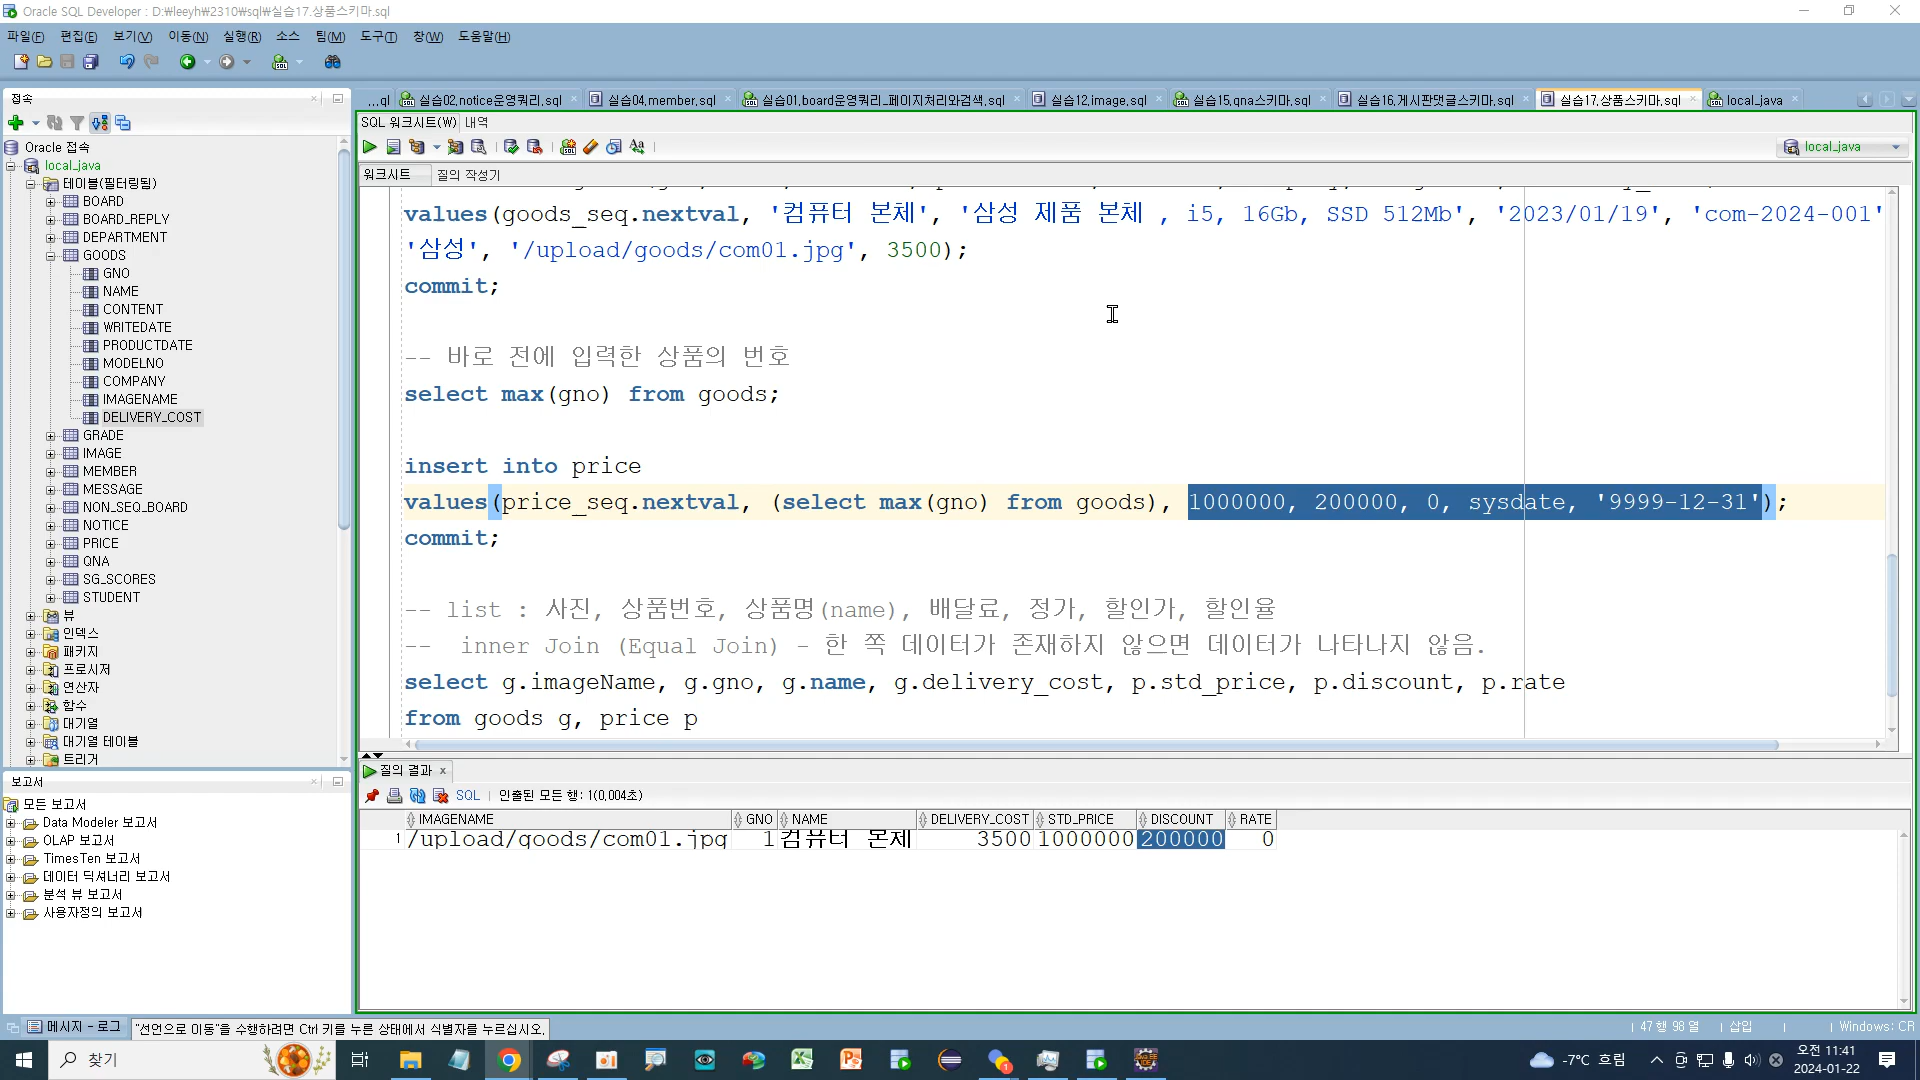 Oracle SQL Developer : D:₩leeyh₩2310₩sql₩실습17.상품스키마.sql
파일(F) 편집(E) 보기(V) 이동(N) 실행(R) 소스 팀(M) 도구(T) 창(W) 도움말(H)
접속
Oracle 접속
local_java
테이블(필터링됨)
BOARD
BOARD_REPLY
DEPARTMENT
GOODS
GNO
NAME
CONTENT
WRITEDATE
PRODUCTDATE
MODELNO
COMPANY
IMAGENAME
DELIVERY_COST
GRADE
IMAGE
MEMBER
MESSAGE
NON_SEQ_BOARD
NOTICE
PRICE
QNA
SG_SCORES
STUDENT
뷰
인덱스
패키지
프로시저
연산자
함수
대기열
대기열 테이블
트리거
보고서
모든 보고서
Data Modeler 보고서
OLAP 보고서
TimesTen 보고서
데이터 딕셔너리 보고서
분석 뷰 보고서
사용자정의 보고서
...ql 실습02.notice운영쿼리.sql 실습04.member.sql 실습01.board운영쿼리_페이지처리와검색.sql 실습12.image.sql 실습15.qna스키마.sql 실습16.게시판댓글스키마.sql 실습17.상품스키마.sql local_java
SQL 워크시트(W) 내역
local_java
워크시트 질의 작성기
values(goods_seq.nextval, '컴퓨터 본체', '삼성 제품 본체 , i5, 16Gb, SSD 512Mb', '2023/01/19', 'com-2024-001'
'삼성', '/upload/goods/com01.jpg', 3500);
commit;
-- 바로 전에 입력한 상품의 번호
select max(gno) from goods;
insert into price
values(price_seq.nextval, (select max(gno) from goods), 1000000, 200000, 0, sysdate, '9999-12-31');
commit;
-- list : 사진, 상품번호, 상품명(name), 배달료, 정가, 할인가, 할인율
-- inner Join (Equal Join) - 한 쪽 데이터가 존재하지 않으면 데이터가 나타나지 않음.
select g.imageName, g.gno, g.name, g.delivery_cost, p.std_price, p.discount, p.rate
from goods g, price p
질의 결과 x
SQL | 인출된 모든 행: 1(0,004초)
IMAGENAME GNO NAME DELIVERY_COST STD_PRICE DISCOUNT RATE
1 /upload/goods/com01.jpg 1 컴퓨터 본체 3500 1000000 200000 0
메시지 - 로그 "선언으로 이동"을 수행하려면 Ctrl 키를 누른 상태에서 식별자를 누르십시오.
47 행 98 열 | 삽입 | Windows: CR
찾기
-7°C 흐림
오전 11:41
2024-01-22